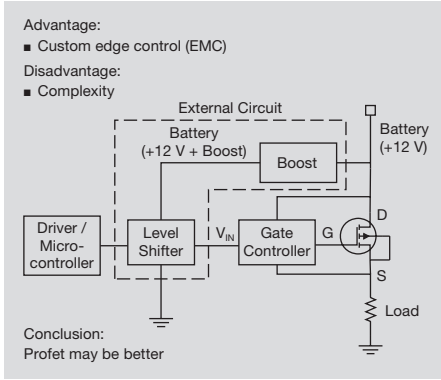 Advantage:
■ Custom edge control (EMC)
Disadvantage:
■ Complexity
External Circuit
Battery
(+12 V + Boost)
Boost
Battery
(+12 V)
Driver /
Micro-
controller
Level
Shifter
VIN
Gate
Controller
G
D
S
Load
Conclusion:
Profet may be better